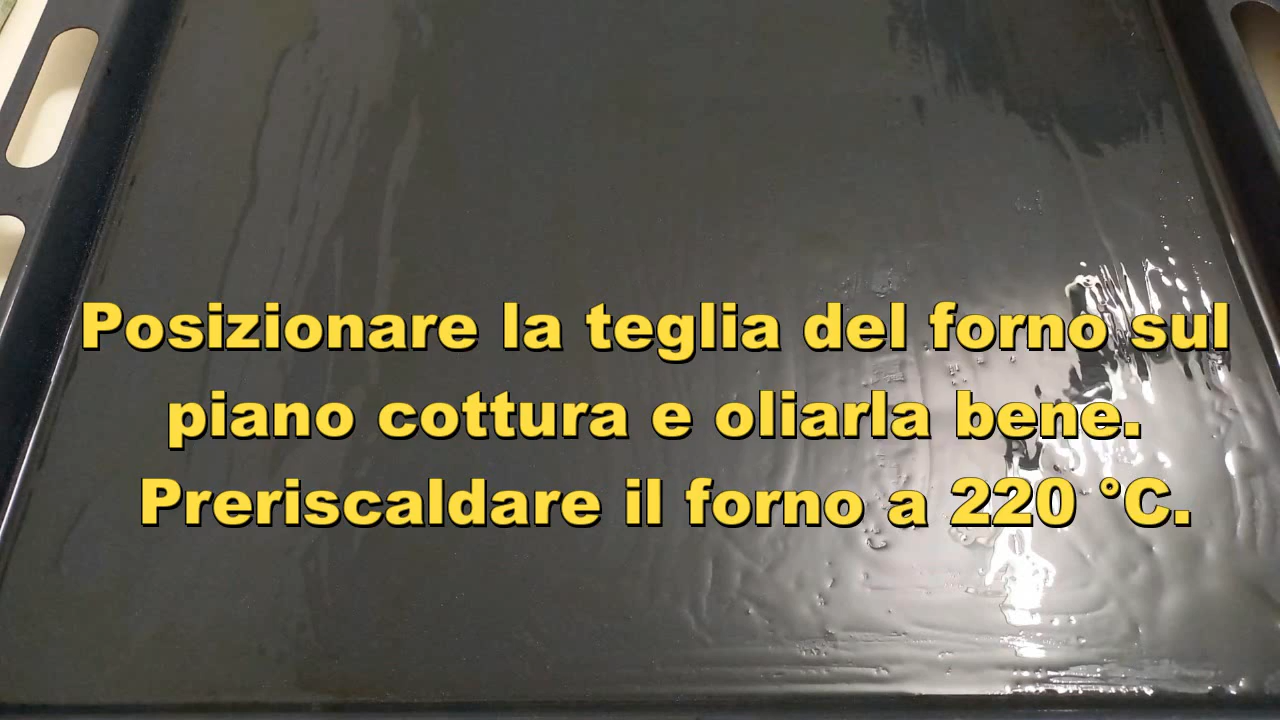 Posizionare la teglia del forno sul
piano cottura e oliarla bene.
Preriscaldare il forno a 220 °C.